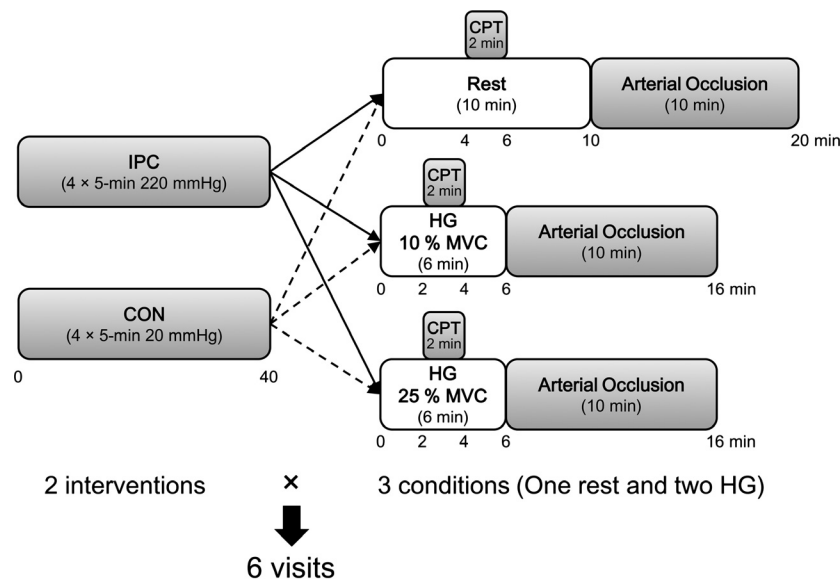 CPT
2 min
Rest
(10 min)
Arterial Occlusion
(10 min)
0 4 6 10 20 min
IPC
(4 × 5-min 220 mmHg)
CPT
2 min
HG
10 % MVC
(6 min)
Arterial Occlusion
(10 min)
0 2 4 6 16 min
CON
(4 × 5-min 20 mmHg)
0 40
CPT
2 min
HG
25 % MVC
(6 min)
Arterial Occlusion
(10 min)
0 2 4 6 16 min
2 interventions × 3 conditions (One rest and two HG)
6 visits